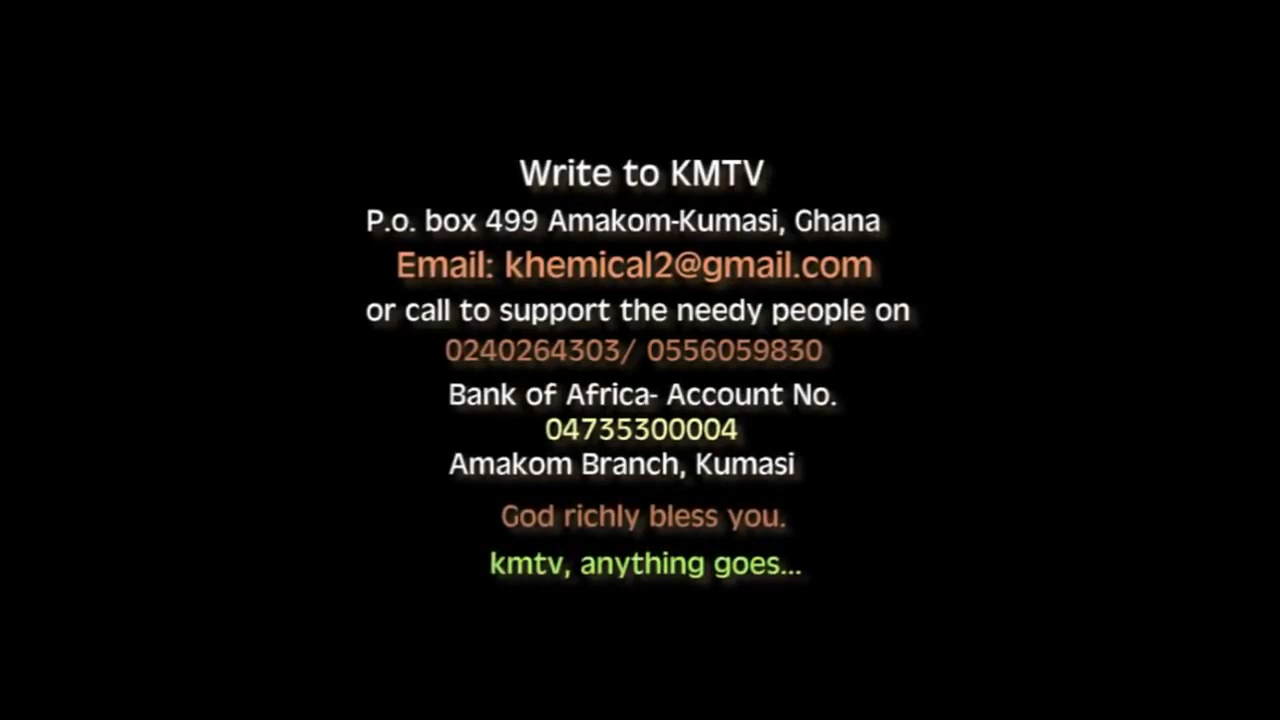 Write to KMTV
P.o. box 499 Amakom-Kumasi, Ghana
Email: khemical2@gmail.com
or call to support the needy people on
0240264303/ 0556059830
Bank of Africa- Account No.
04735300004
Amakom Branch, Kumasi
God richly bless you.
kmtv, anything goes...